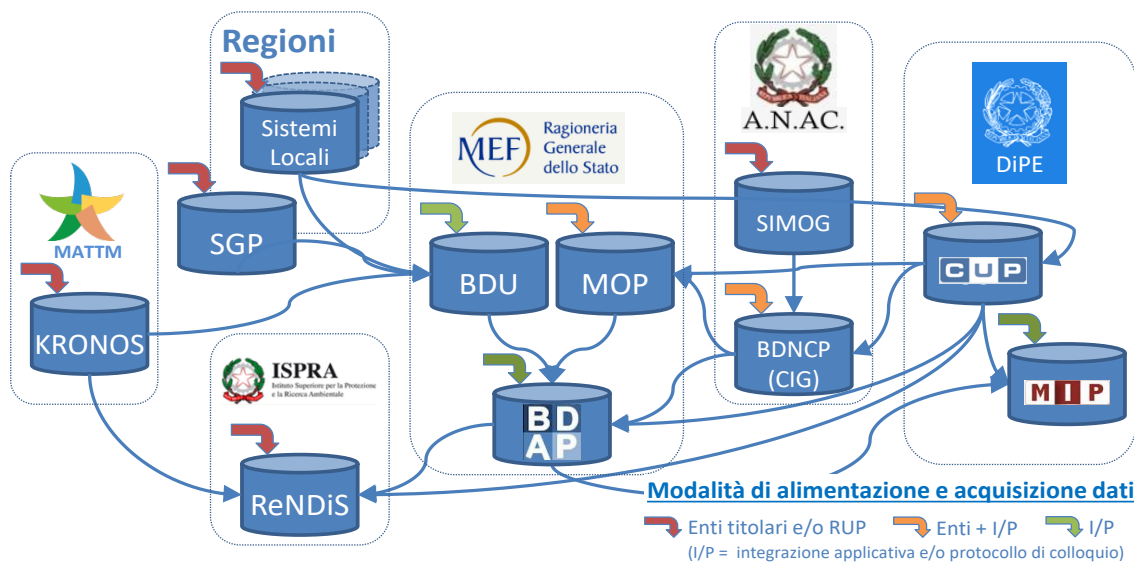 Regioni
Sistemi
Locali
SGP
MATTM
KRONOS
ISPRA
Istituto Superiore per la Protezione
e la Ricerca Ambientale
ReNDiS
MEF
Ragioneria
Generale
dello Stato
BDU
MOP
BD
AP
A.N.AC.
SIMOG
BDNCP
(CIG)
DiPE
CUP
MIP
Modalità di alimentazione e acquisizione dati
Enti titolari e/o RUP
Enti + I/P
I/P
(I/P = integrazione applicativa e/o protocollo di colloquio)